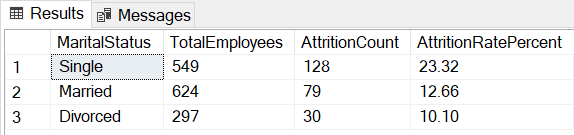 Results Messages
MaritalStatus TotalEmployees AttritionCount AttritionRatePercent
1 Single 549 128 23.32
2 Married 624 79 12.66
3 Divorced 297 30 10.10